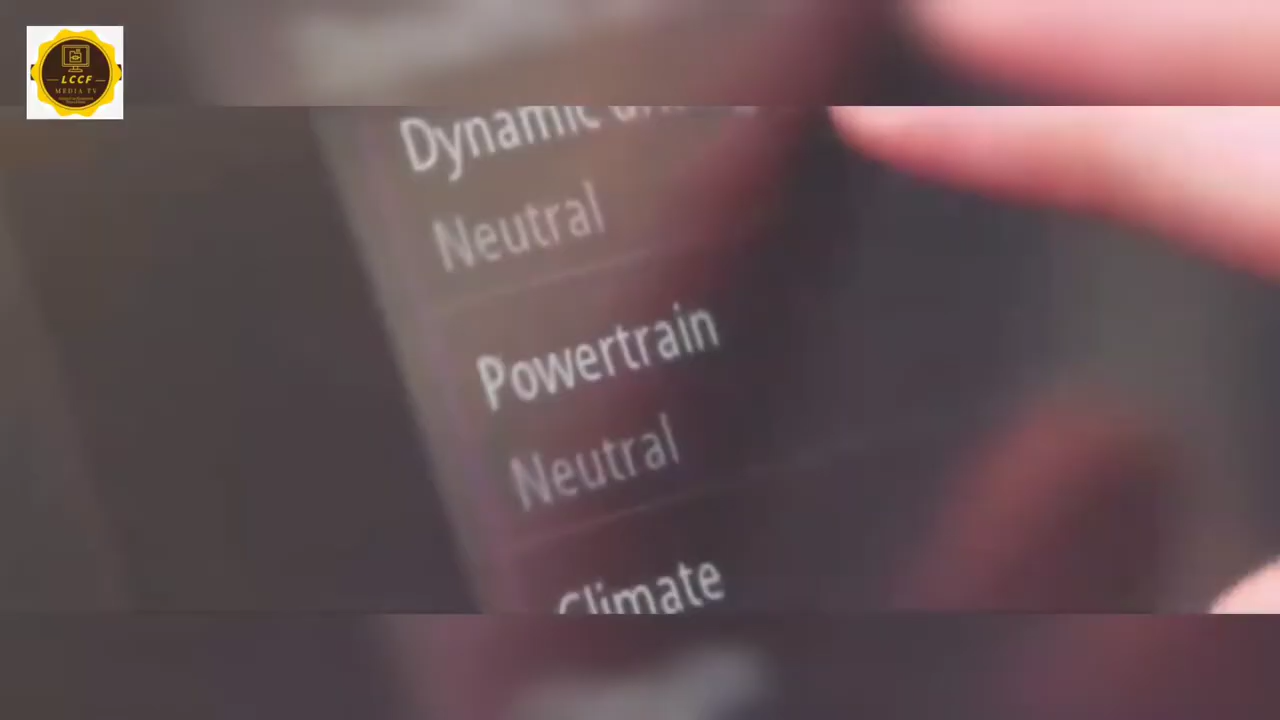 LCCF
MEDIA TV
Dynamic
Neutral
Powertrain
Neutral
Climate